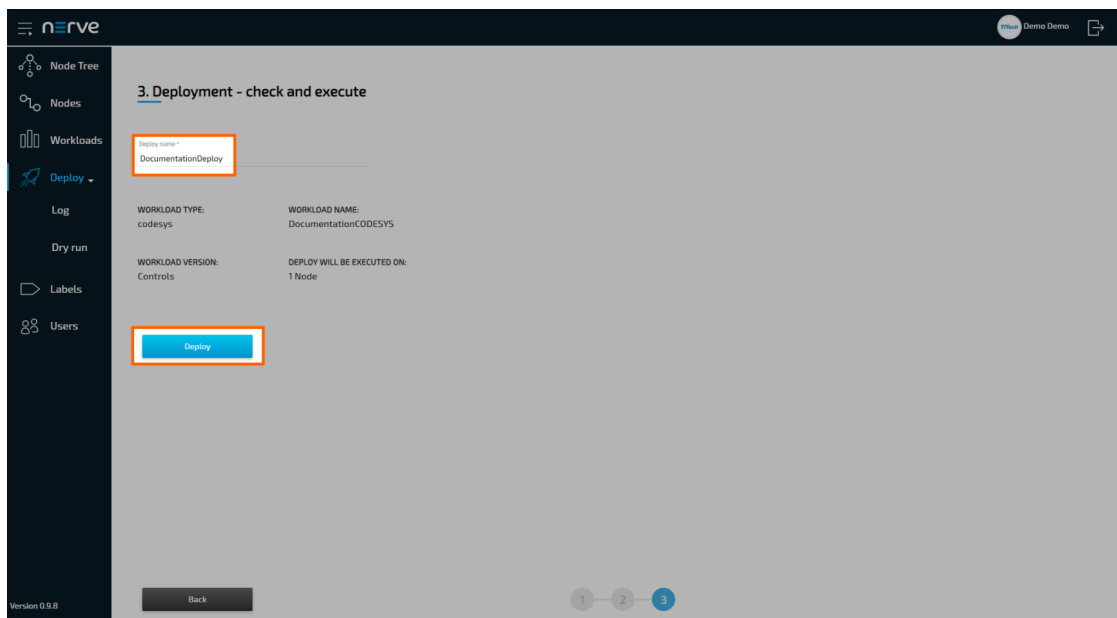 nerve
TTTech
Demo Demo
Node Tree
Nodes
Workloads
Deploy
Log
Dry run
Labels
Users
Version 0.9.8
3. Deployment - check and execute
Deploy name *
DocumentationDeploy
WORKLOAD TYPE: WORKLOAD NAME:
codesys DocumentationCODESYS
WORKLOAD VERSION: DEPLOY WILL BE EXECUTED ON:
Controls 1 Node
Deploy
Back
1 2 3